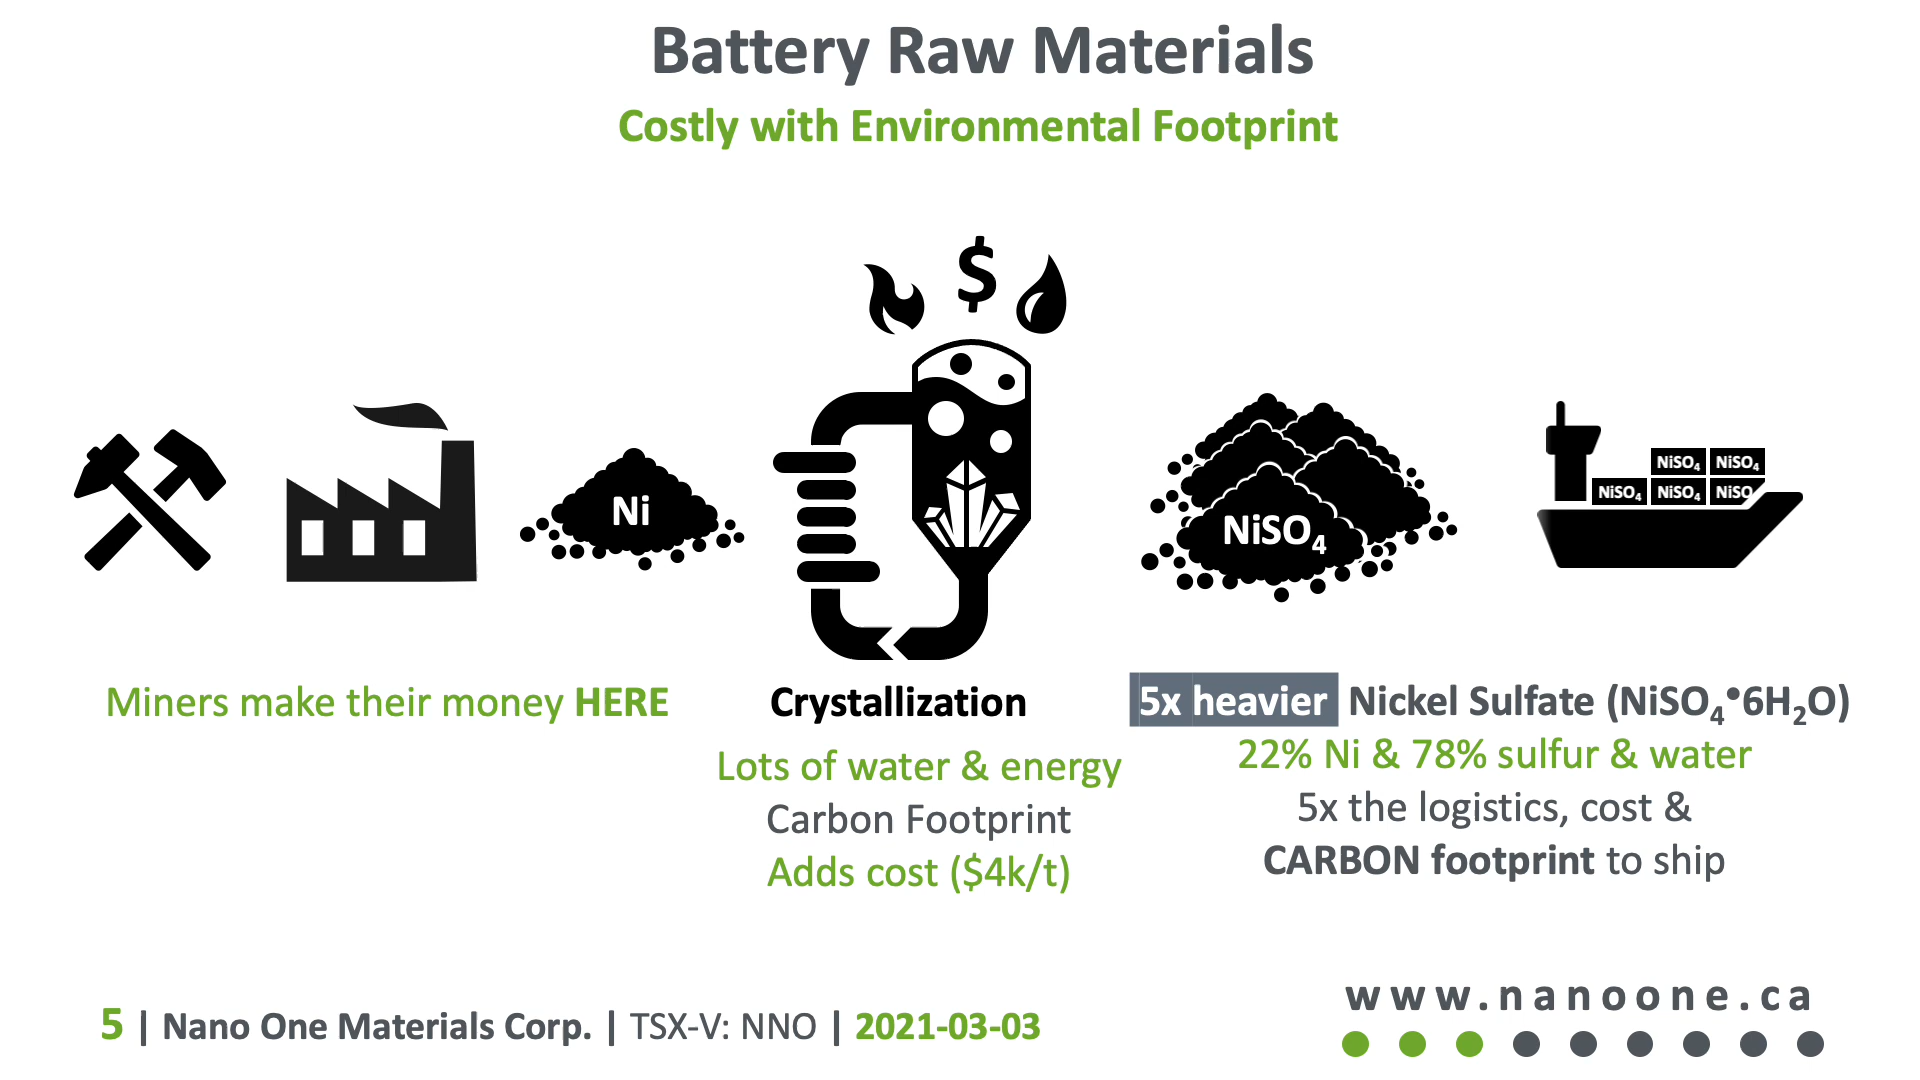 Battery Raw Materials
Costly with Environmental Footprint
$
Ni
NiSO₄
NiSO₄ NiSO₄
NiSO₄ NiSO₄ NiSO
Miners make their money HERE
Crystallization
Lots of water & energy
Carbon Footprint
Adds cost ($4k/t)
5x heavier Nickel Sulfate (NiSO₄•6H₂O)
22% Ni & 78% sulfur & water
5x the logistics, cost &
CARBON footprint to ship
5 | Nano One Materials Corp. | TSX-V: NNO | 2021-03-03
www.nanoone.ca